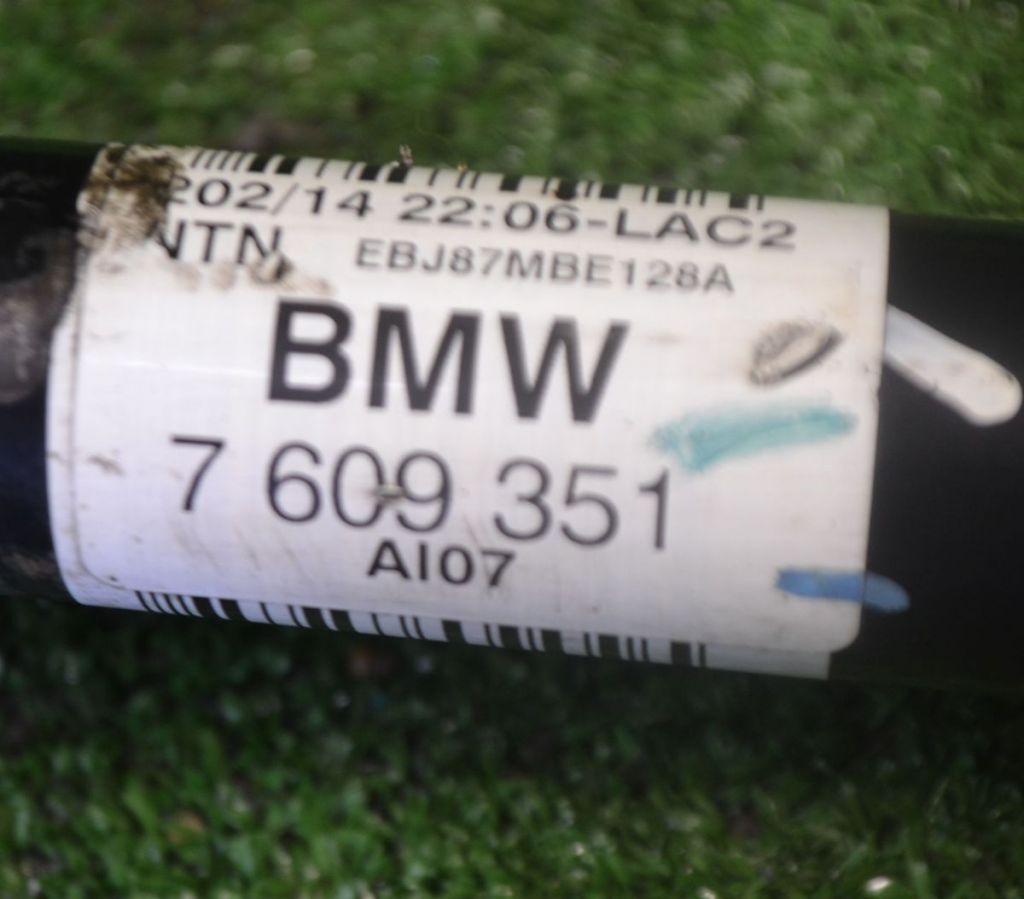 202/14 22:06-LAC2
NTN EBJ87MBE128A
BMW
7 609 351
AI07